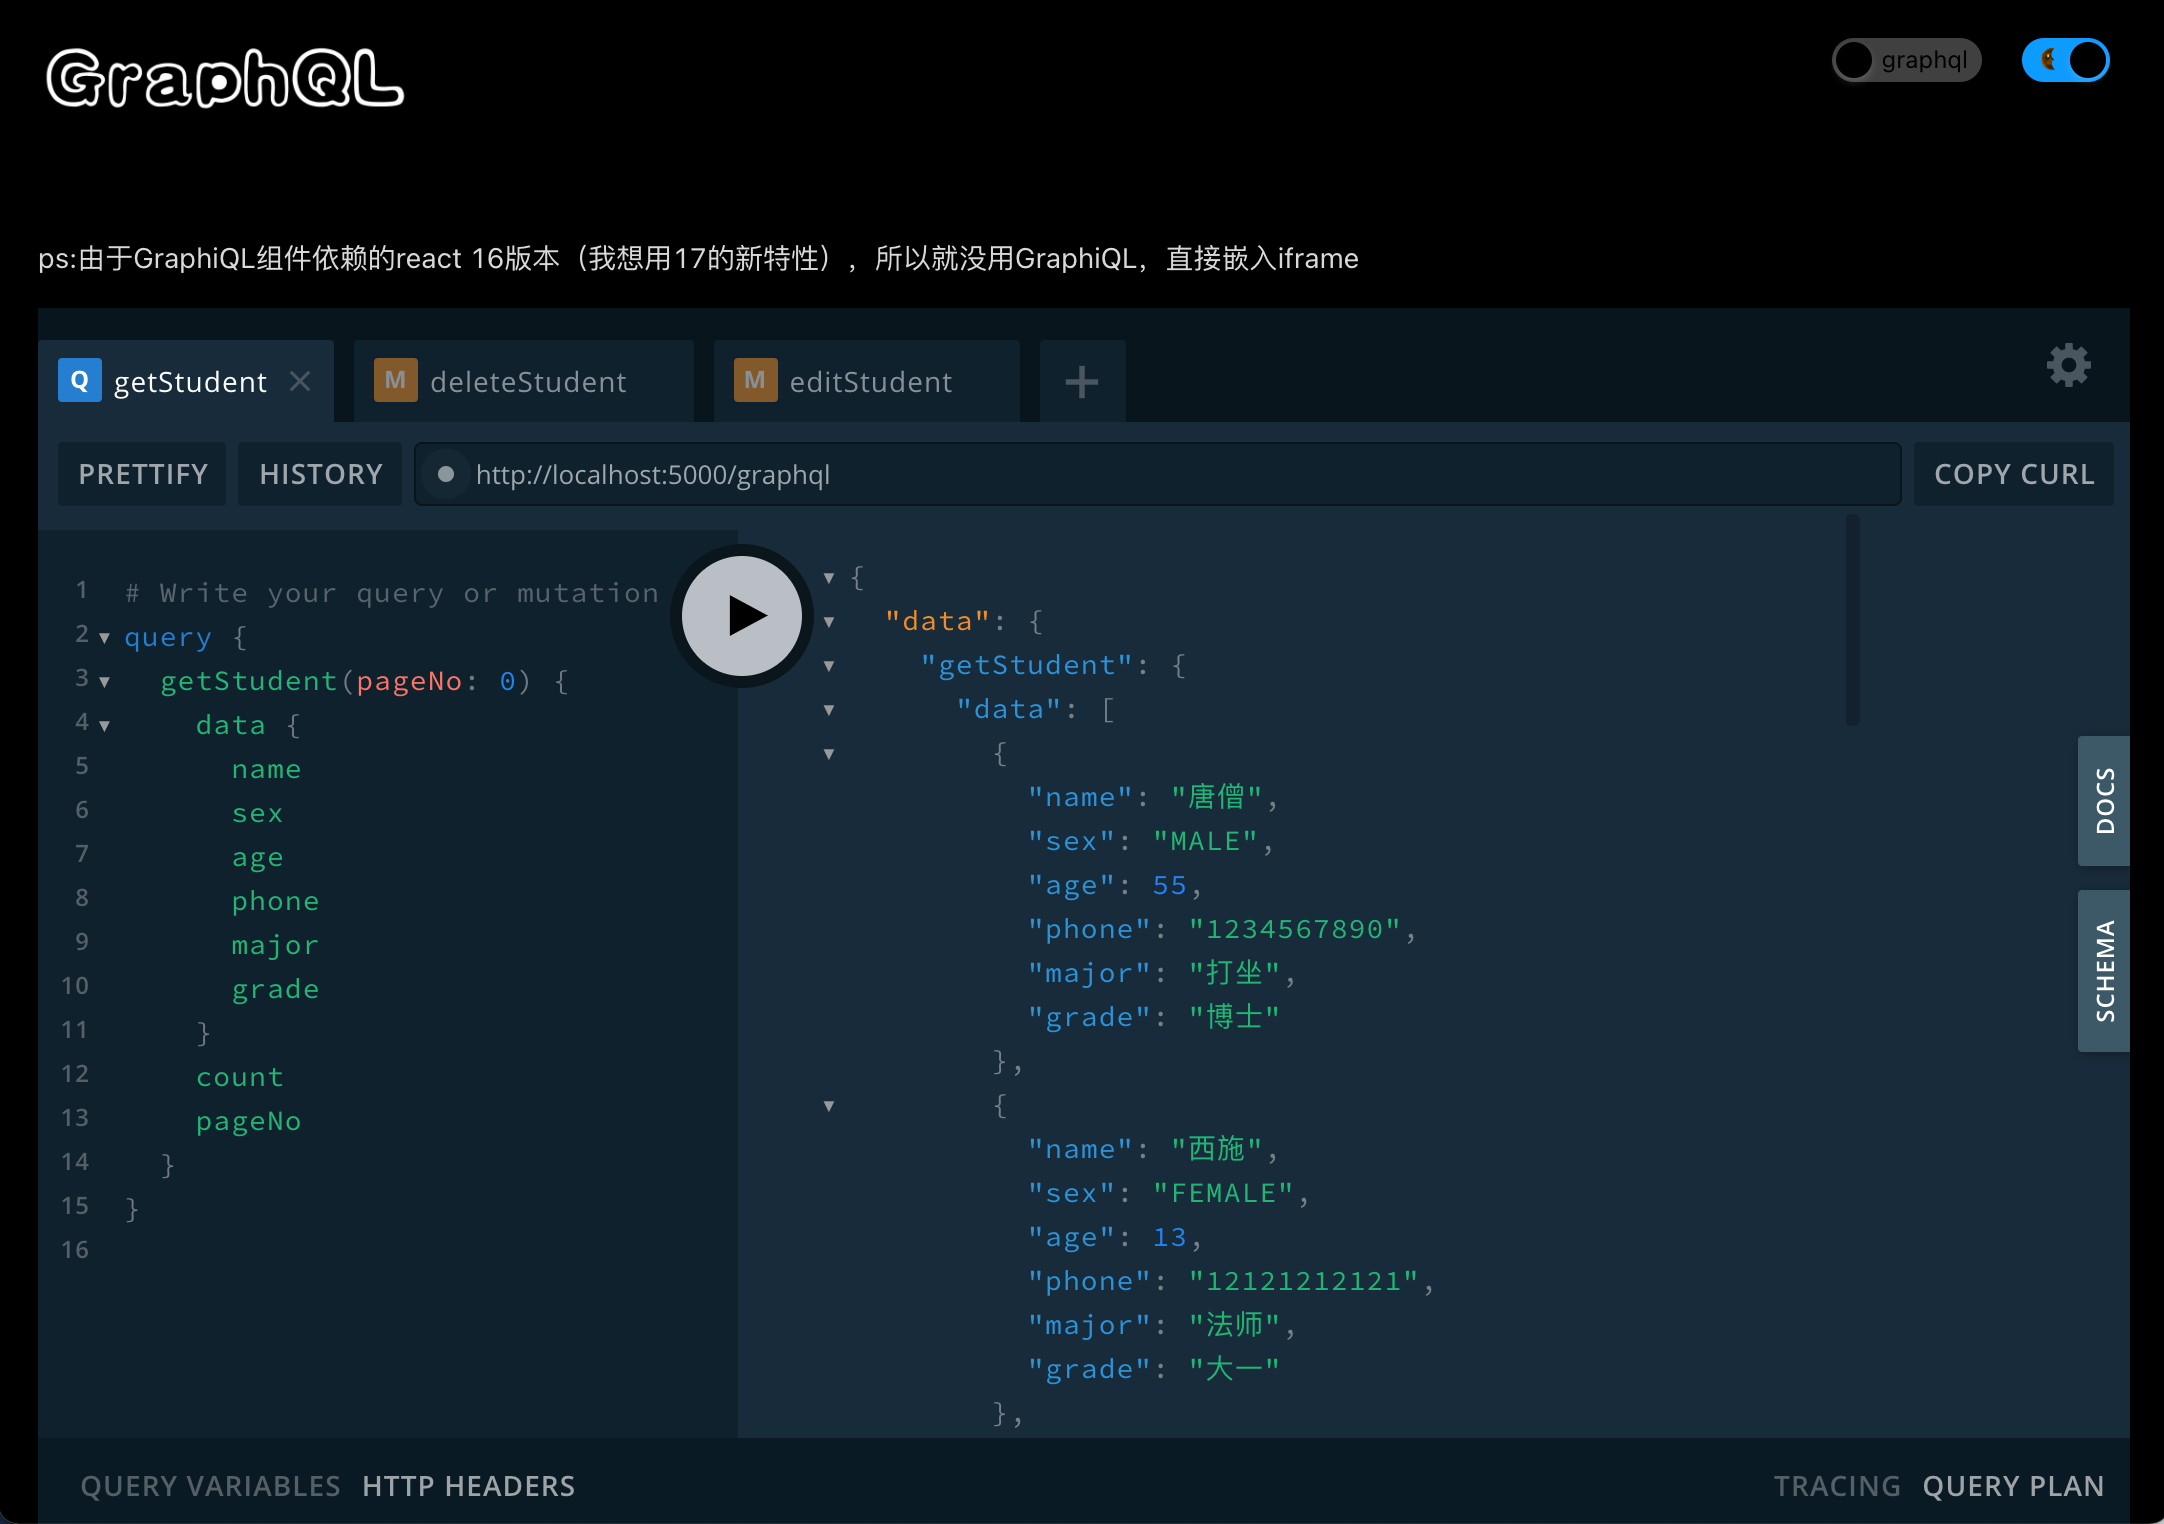 GraphQL
graphql
ps:由于GraphiQL组件依赖的react 16版本（我想用17的新特性），所以就没用GraphiQL，直接嵌入iframe
Q getStudent
M deleteStudent
M editStudent
PRETTIFY HISTORY http://localhost:5000/graphql COPY CURL
1 # Write your query or mutation
2 query {
3 getStudent(pageNo: 0) {
4 data {
5 name
6 sex
7 age
8 phone
9 major
10 grade
11 }
12 count
13 pageNo
14 }
15 }
16
{
"data": {
"getStudent": {
"data": [
{
"name": "唐僧",
"sex": "MALE",
"age": 55,
"phone": "1234567890",
"major": "打坐",
"grade": "博士"
},
{
"name": "西施",
"sex": "FEMALE",
"age": 13,
"phone": "12121212121",
"major": "法师",
"grade": "大一"
},
DOCS
SCHEMA
QUERY VARIABLES HTTP HEADERS
TRACING QUERY PLAN